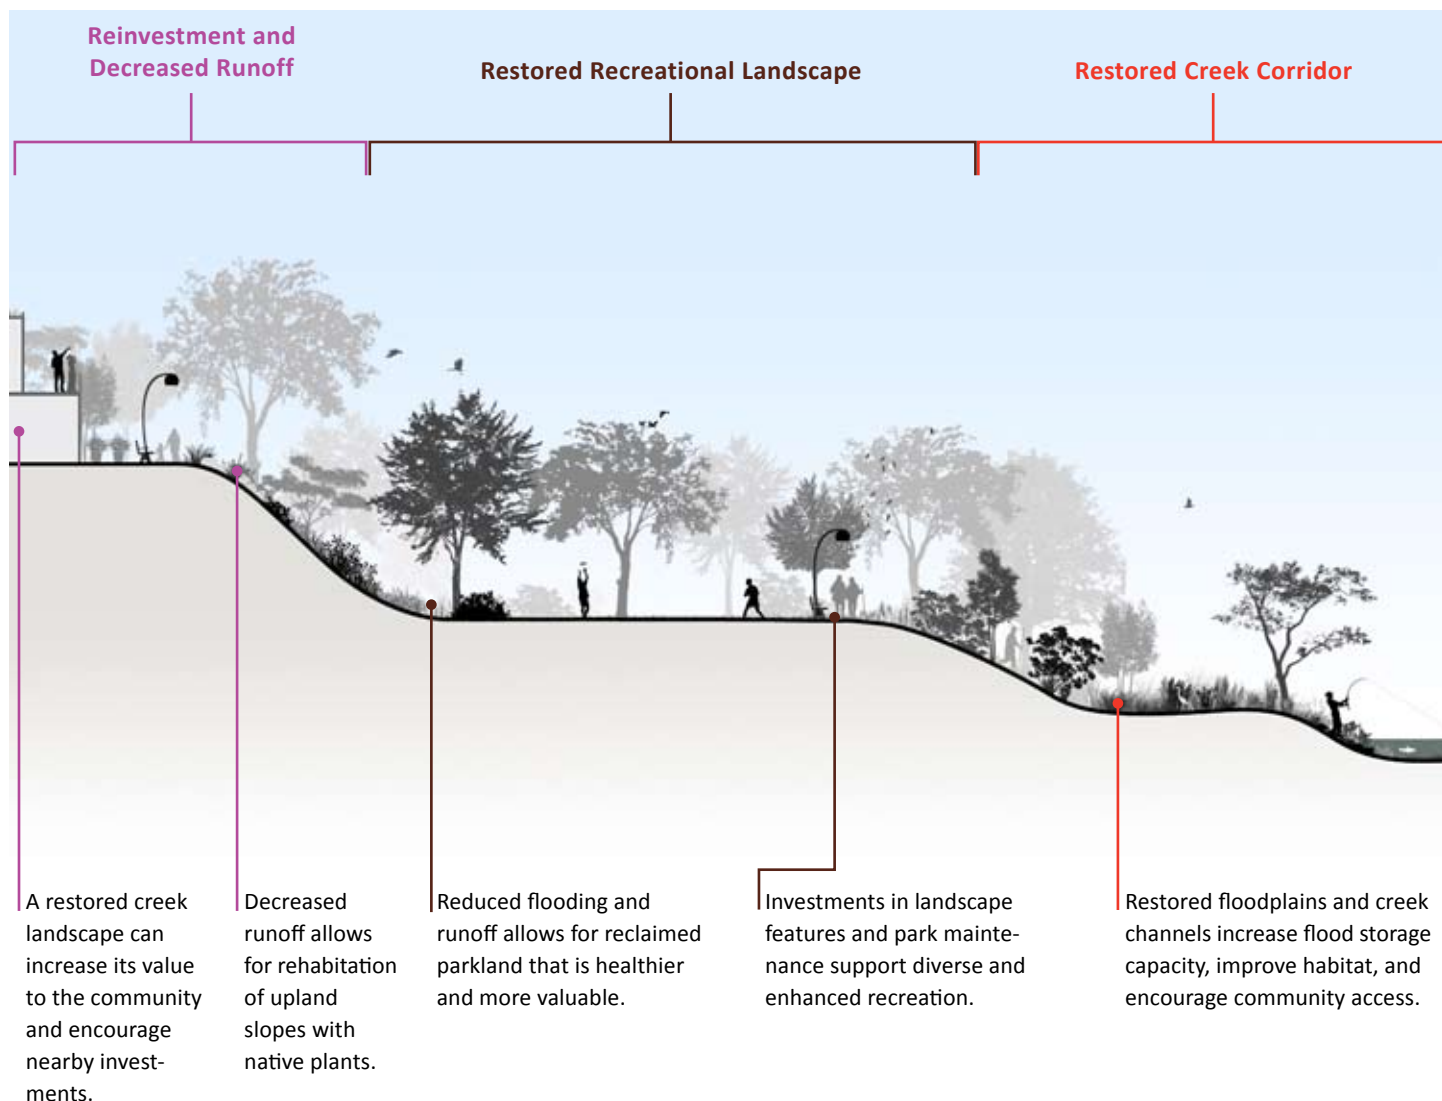 Reinvestment and
Decreased Runoff
Restored Recreational Landscape
Restored Creek Corridor
A restored creek
landscape can
increase its value
to the community
and encourage
nearby invest-
ments.
Decreased
runoff allows
for rehabitation
of upland
slopes with
native plants.
Reduced flooding and
runoff allows for reclaimed
parkland that is healthier
and more valuable.
Investments in landscape
features and park mainte-
nance support diverse and
enhanced recreation.
Restored floodplains and creek
channels increase flood storage
capacity, improve habitat, and
encourage community access.